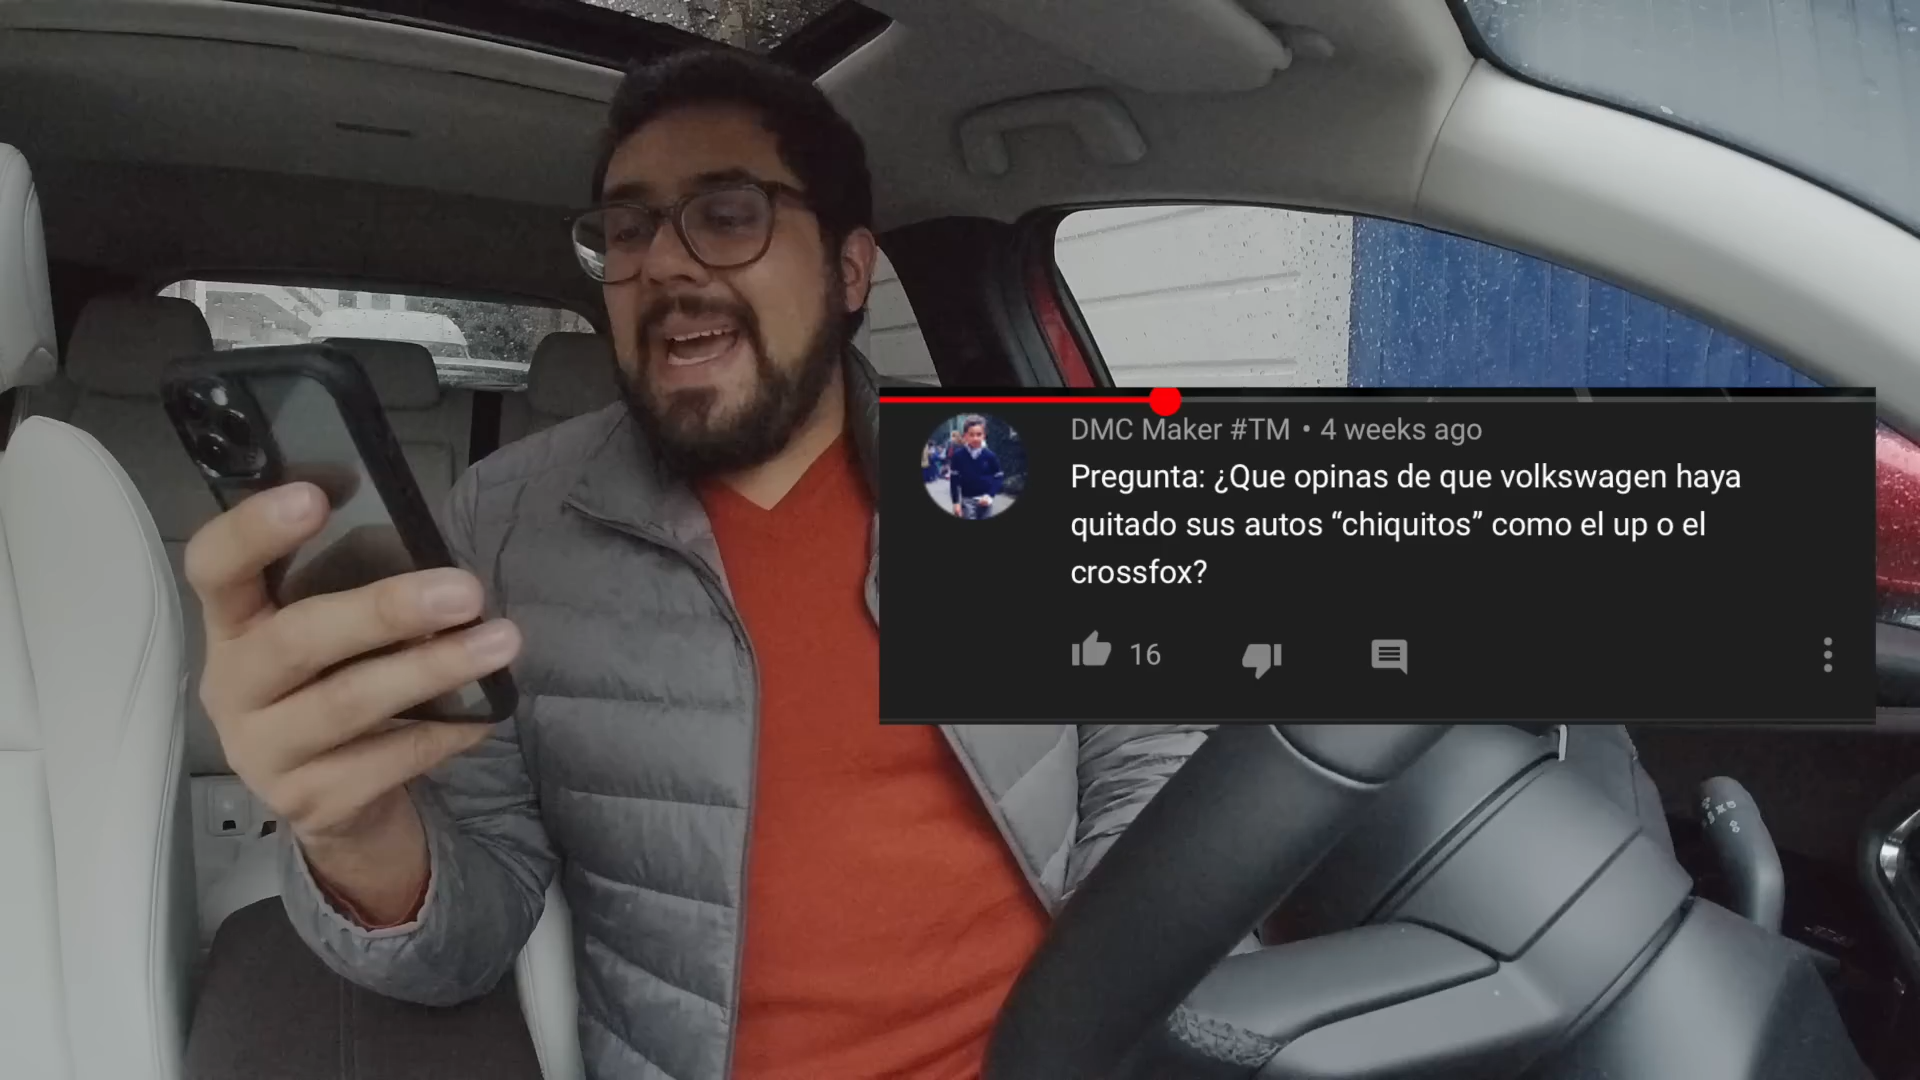 DMC Maker #TM • 4 weeks ago
Pregunta: ¿Que opinas de que volkswagen haya
quitado sus autos “chiquitos” como el up o el
crossfox?
16